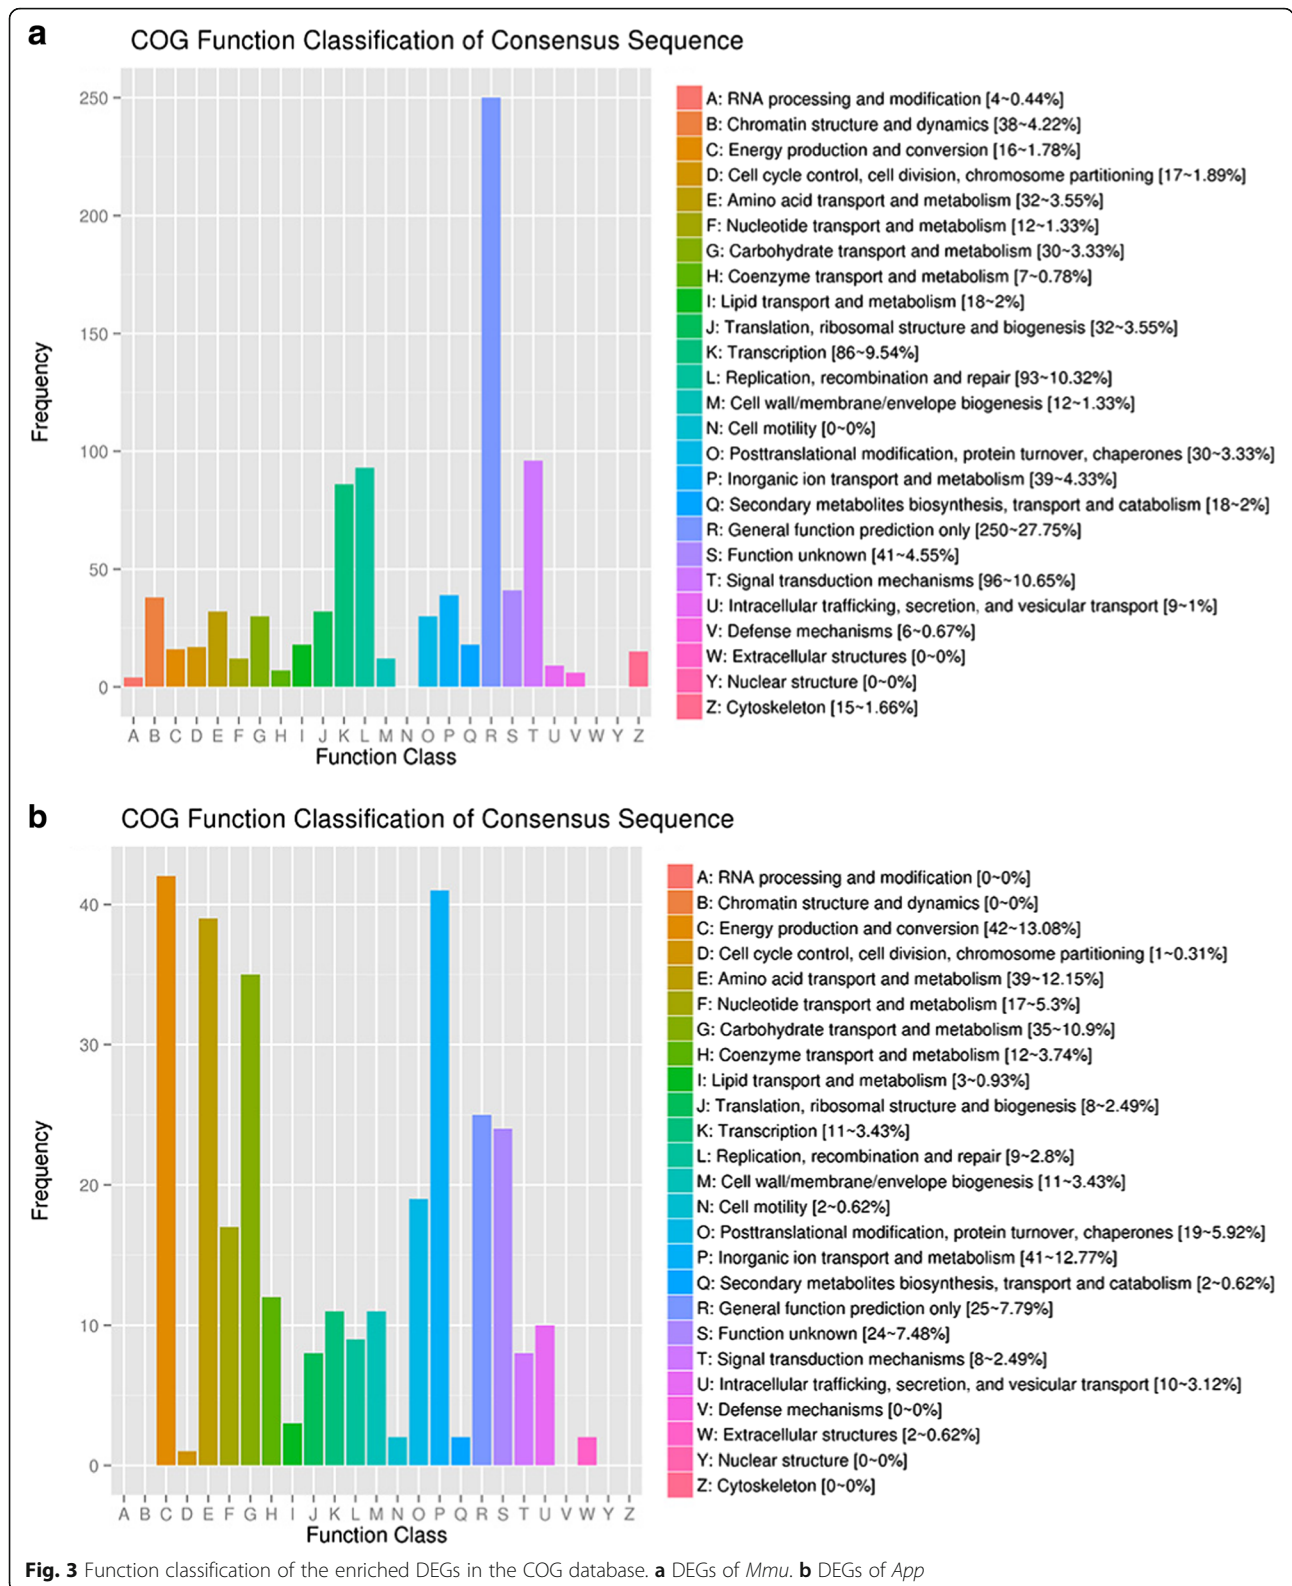 a
COG Function Classification of Consensus Sequence
250
200
150
100
50
0
Frequency
A B C D E F G H I J K L M N O P Q R S T U V W Y Z
Function Class
A: RNA processing and modification [4~0.44%]
B: Chromatin structure and dynamics [38~4.22%]
C: Energy production and conversion [16~1.78%]
D: Cell cycle control, cell division, chromosome partitioning [17~1.89%]
E: Amino acid transport and metabolism [32~3.55%]
F: Nucleotide transport and metabolism [12~1.33%]
G: Carbohydrate transport and metabolism [30~3.33%]
H: Coenzyme transport and metabolism [7~0.78%]
I: Lipid transport and metabolism [18~2%]
J: Translation, ribosomal structure and biogenesis [32~3.55%]
K: Transcription [86~9.54%]
L: Replication, recombination and repair [93~10.32%]
M: Cell wall/membrane/envelope biogenesis [12~1.33%]
N: Cell motility [0~0%]
O: Posttranslational modification, protein turnover, chaperones [30~3.33%]
P: Inorganic ion transport and metabolism [39~4.33%]
Q: Secondary metabolites biosynthesis, transport and catabolism [18~2%]
R: General function prediction only [250~27.75%]
S: Function unknown [41~4.55%]
T: Signal transduction mechanisms [96~10.65%]
U: Intracellular trafficking, secretion, and vesicular transport [9~1%]
V: Defense mechanisms [6~0.67%]
W: Extracellular structures [0~0%]
Y: Nuclear structure [0~0%]
Z: Cytoskeleton [15~1.66%]
b
COG Function Classification of Consensus Sequence
40
30
20
10
0
Frequency
A B C D E F G H I J K L M N O P Q R S T U V W Y Z
Function Class
A: RNA processing and modification [0~0%]
B: Chromatin structure and dynamics [0~0%]
C: Energy production and conversion [42~13.08%]
D: Cell cycle control, cell division, chromosome partitioning [1~0.31%]
E: Amino acid transport and metabolism [39~12.15%]
F: Nucleotide transport and metabolism [17~5.3%]
G: Carbohydrate transport and metabolism [35~10.9%]
H: Coenzyme transport and metabolism [12~3.74%]
I: Lipid transport and metabolism [3~0.93%]
J: Translation, ribosomal structure and biogenesis [8~2.49%]
K: Transcription [11~3.43%]
L: Replication, recombination and repair [9~2.8%]
M: Cell wall/membrane/envelope biogenesis [11~3.43%]
N: Cell motility [2~0.62%]
O: Posttranslational modification, protein turnover, chaperones [19~5.92%]
P: Inorganic ion transport and metabolism [41~12.77%]
Q: Secondary metabolites biosynthesis, transport and catabolism [2~0.62%]
R: General function prediction only [25~7.79%]
S: Function unknown [24~7.48%]
T: Signal transduction mechanisms [8~2.49%]
U: Intracellular trafficking, secretion, and vesicular transport [10~3.12%]
V: Defense mechanisms [0~0%]
W: Extracellular structures [2~0.62%]
Y: Nuclear structure [0~0%]
Z: Cytoskeleton [0~0%]
Fig. 3 Function classification of the enriched DEGs in the COG database. a DEGs of Mmu. b DEGs of App